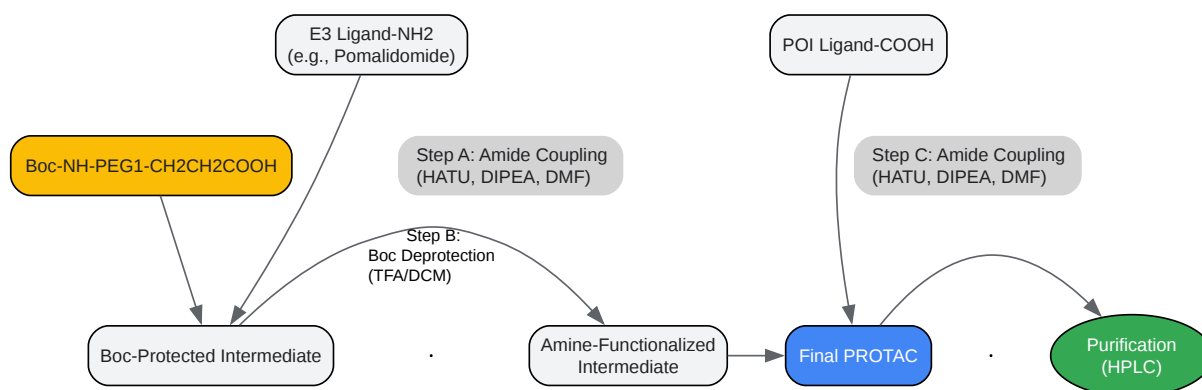 E3 Ligand-NH2
(e.g., Pomalidomide)
POI Ligand-COOH
Boc-NH-PEG1-CH2CH2COOH
Step A: Amide Coupling
(HATU, DIPEA, DMF)
Step C: Amide Coupling
(HATU, DIPEA, DMF)
Step B:
Boc Deprotection
(TFA/DCM)
Boc-Protected Intermediate
.
Amine-Functionalized
Intermediate
Final PROTAC
.
Purification
(HPLC)